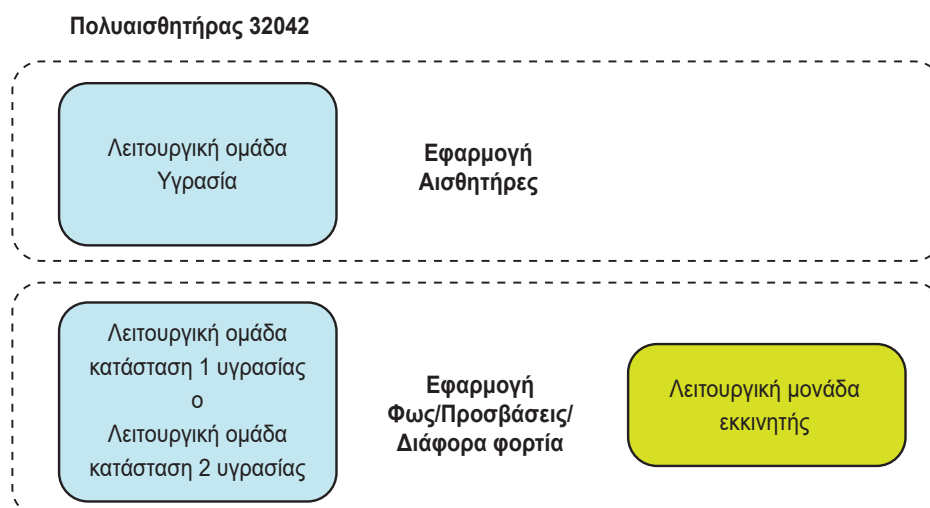 Πολυαισθητήρας 32042
Λειτουργική ομάδα
Υγρασία
Εφαρμογή
Αισθητήρες
Λειτουργική ομάδα
κατάσταση 1 υγρασίας
ο
Λειτουργική ομάδα
κατάσταση 2 υγρασίας
Εφαρμογή
Φως/Προσβάσεις/
Διάφορα φορτία
Λειτουργική μονάδα
εκκινητής